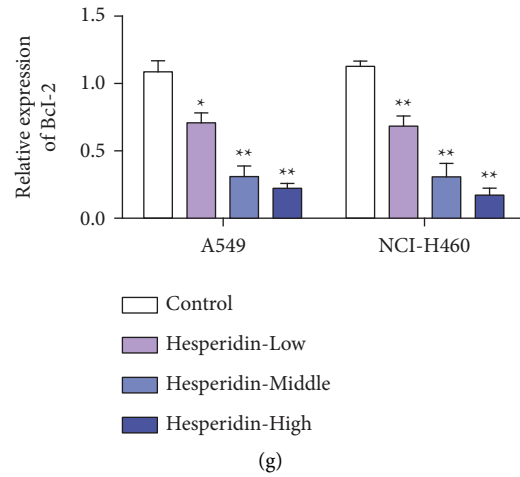 Relative expression
of BcI-2
1.5
1.0
0.5
0.0
*
**
**
**
**
**
A549
NCI-H460
Control
Hesperidin-Low
Hesperidin-Middle
Hesperidin-High
(g)